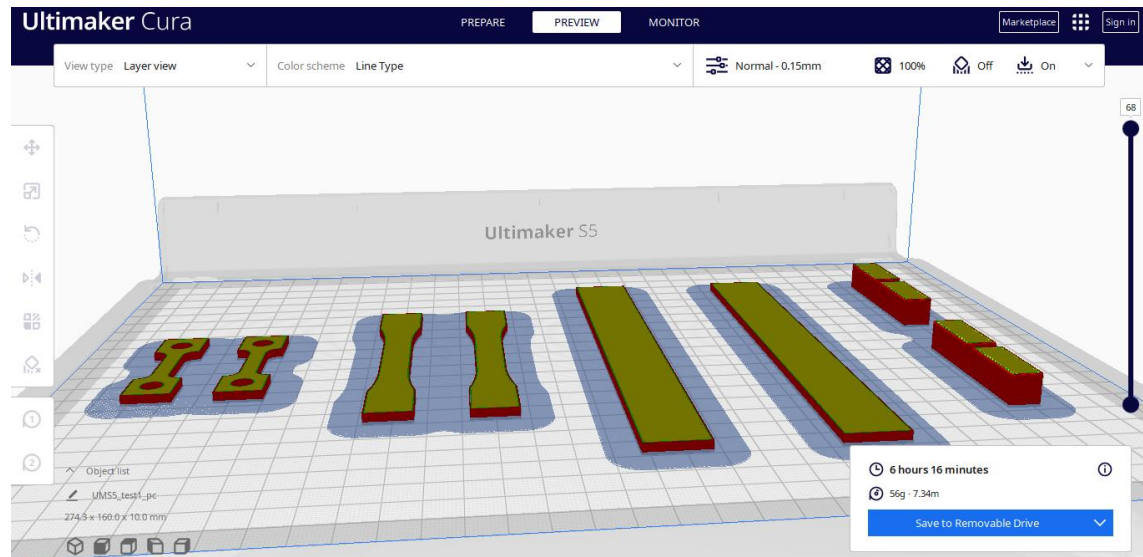 Ultimaker Cura PREPARE PREVIEW MONITOR Marketplace Sign in
View type Layer view Color scheme Line Type Normal - 0.15mm 100% Off On
68
Ultimaker S5
1
2
Object list
UMS5_test1_pc
274.3 x 160.0 x 10.0 mm
6 hours 16 minutes
56g · 7.34m
Save to Removable Drive